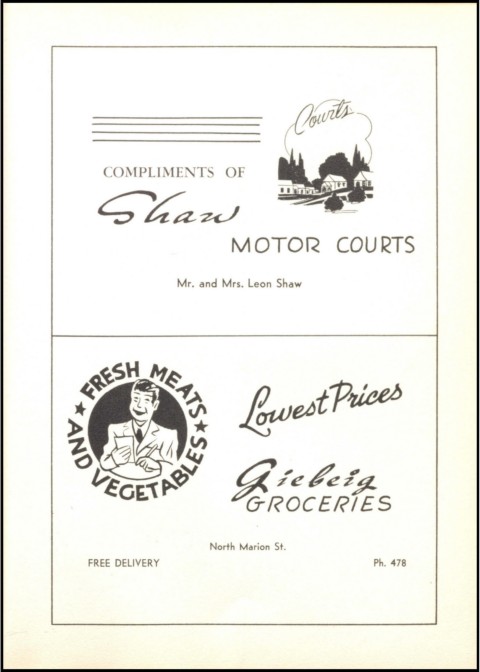 Courts
COMPLIMENTS OF
Shaw
MOTOR COURTS
Mr. and Mrs. Leon Shaw
FRESH MEATS
AND VEGETABLES
Lowest Prices
Giebeig
GROCERIES
North Marion St.
FREE DELIVERY Ph. 478